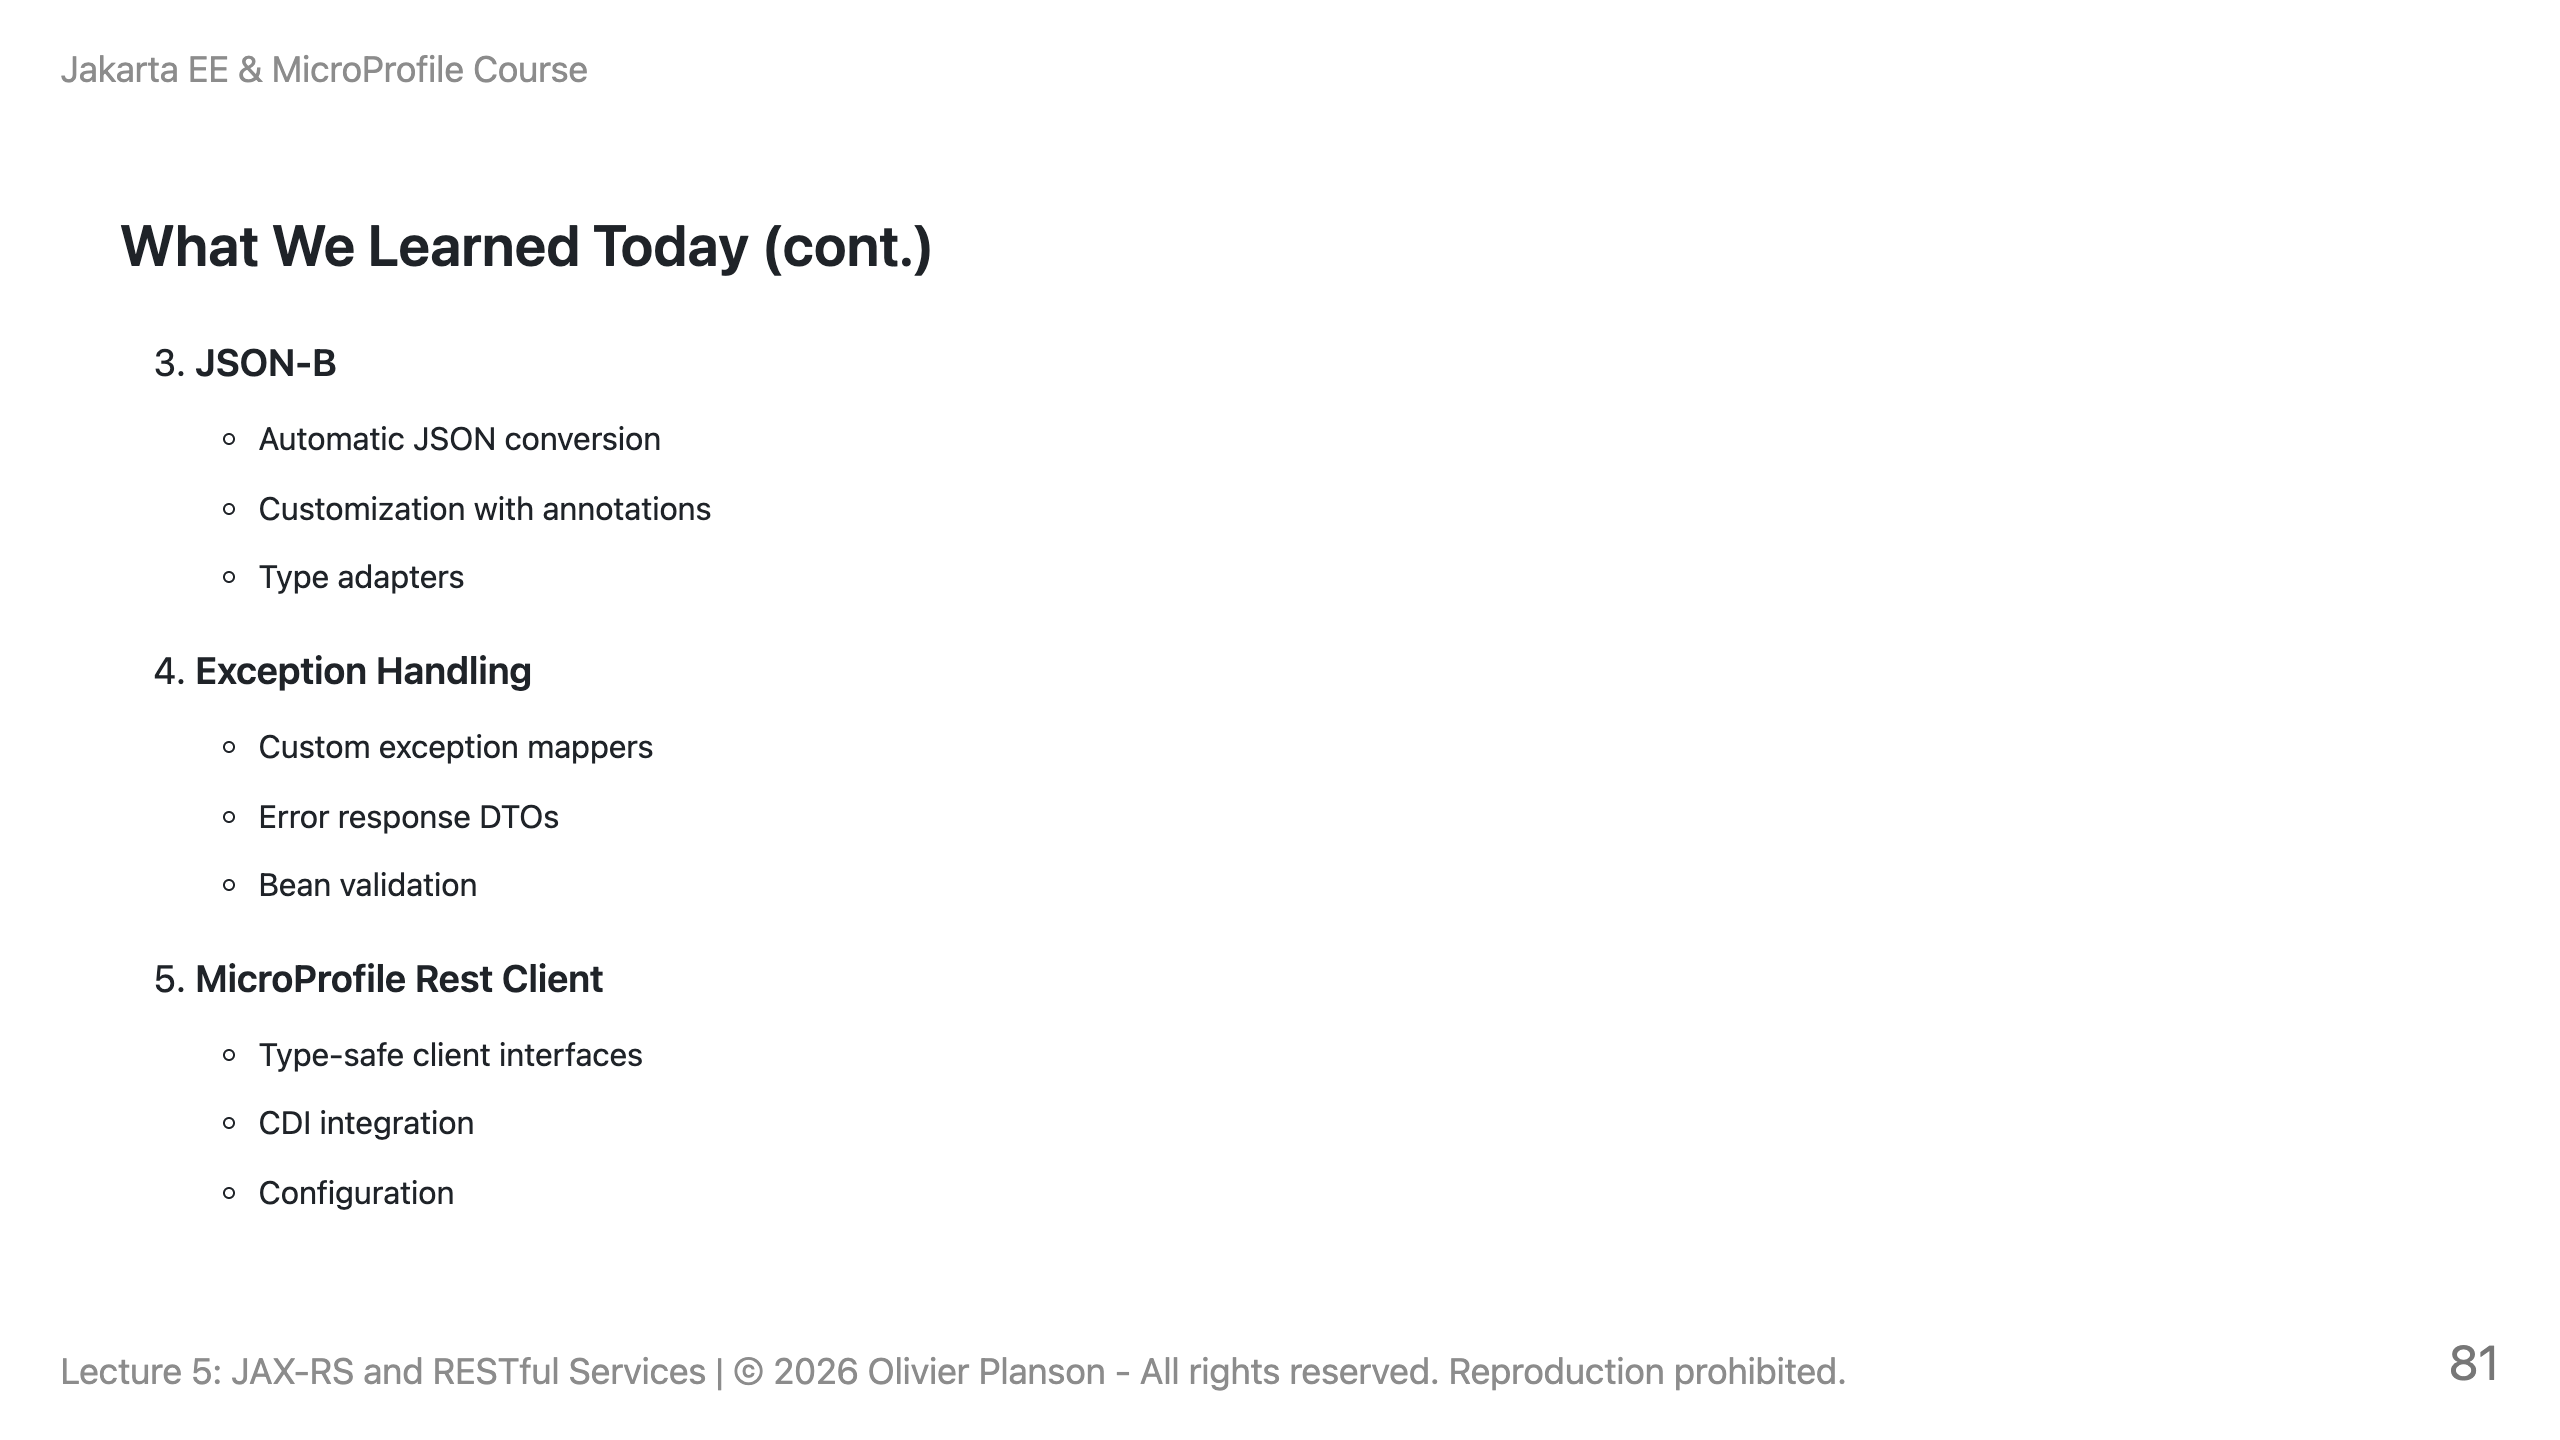 Jakarta EE & MicroProfile Course
What We Learned Today (cont.)
3. JSON-B
Automatic JSON conversion
Customization with annotations
Type adapters
4. Exception Handling
Custom exception mappers
Error response DTOs
Bean validation
5. MicroProfile Rest Client
Type-safe client interfaces
CDI integration
Configuration
Lecture 5: JAX-RS and RESTful Services | © 2026 Olivier Planson - All rights reserved. Reproduction prohibited.
81